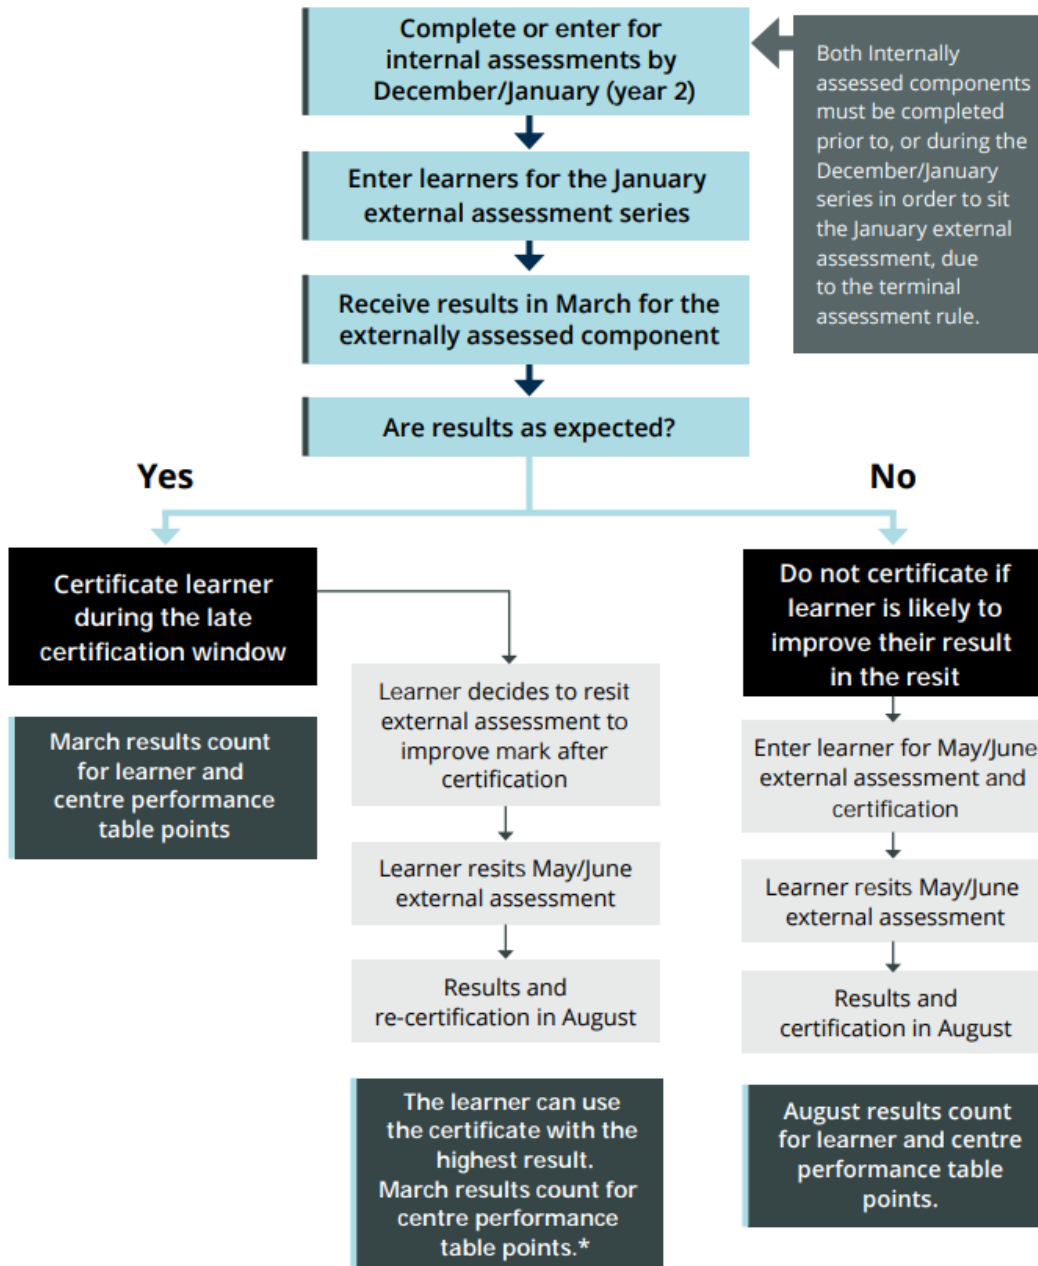 Complete or enter for
internal assessments by
December/January (year 2)
Both Internally
assessed components
must be completed
prior to, or during the
December/January
series in order to sit
the January external
assessment, due
to the terminal
assessment rule.
Enter learners for the January
external assessment series
Receive results in March for the
externally assessed component
Are results as expected?
Yes
No
Certificate learner
during the late
certification window
March results count
for learner and
centre performance
table points
Learner decides to resit
external assessment to
improve mark after
certification
Learner resits May/June
external assessment
Results and
re-certification in August
The learner can use
the certificate with the
highest result.
March results count for
centre performance
table points.*
Do not certificate if
learner is likely to
improve their result
in the resit
Enter learner for May/June
external assessment and
certification
Learner resits May/June
external assessment
Results and
certification in August
August results count
for learner and centre
performance table
points.